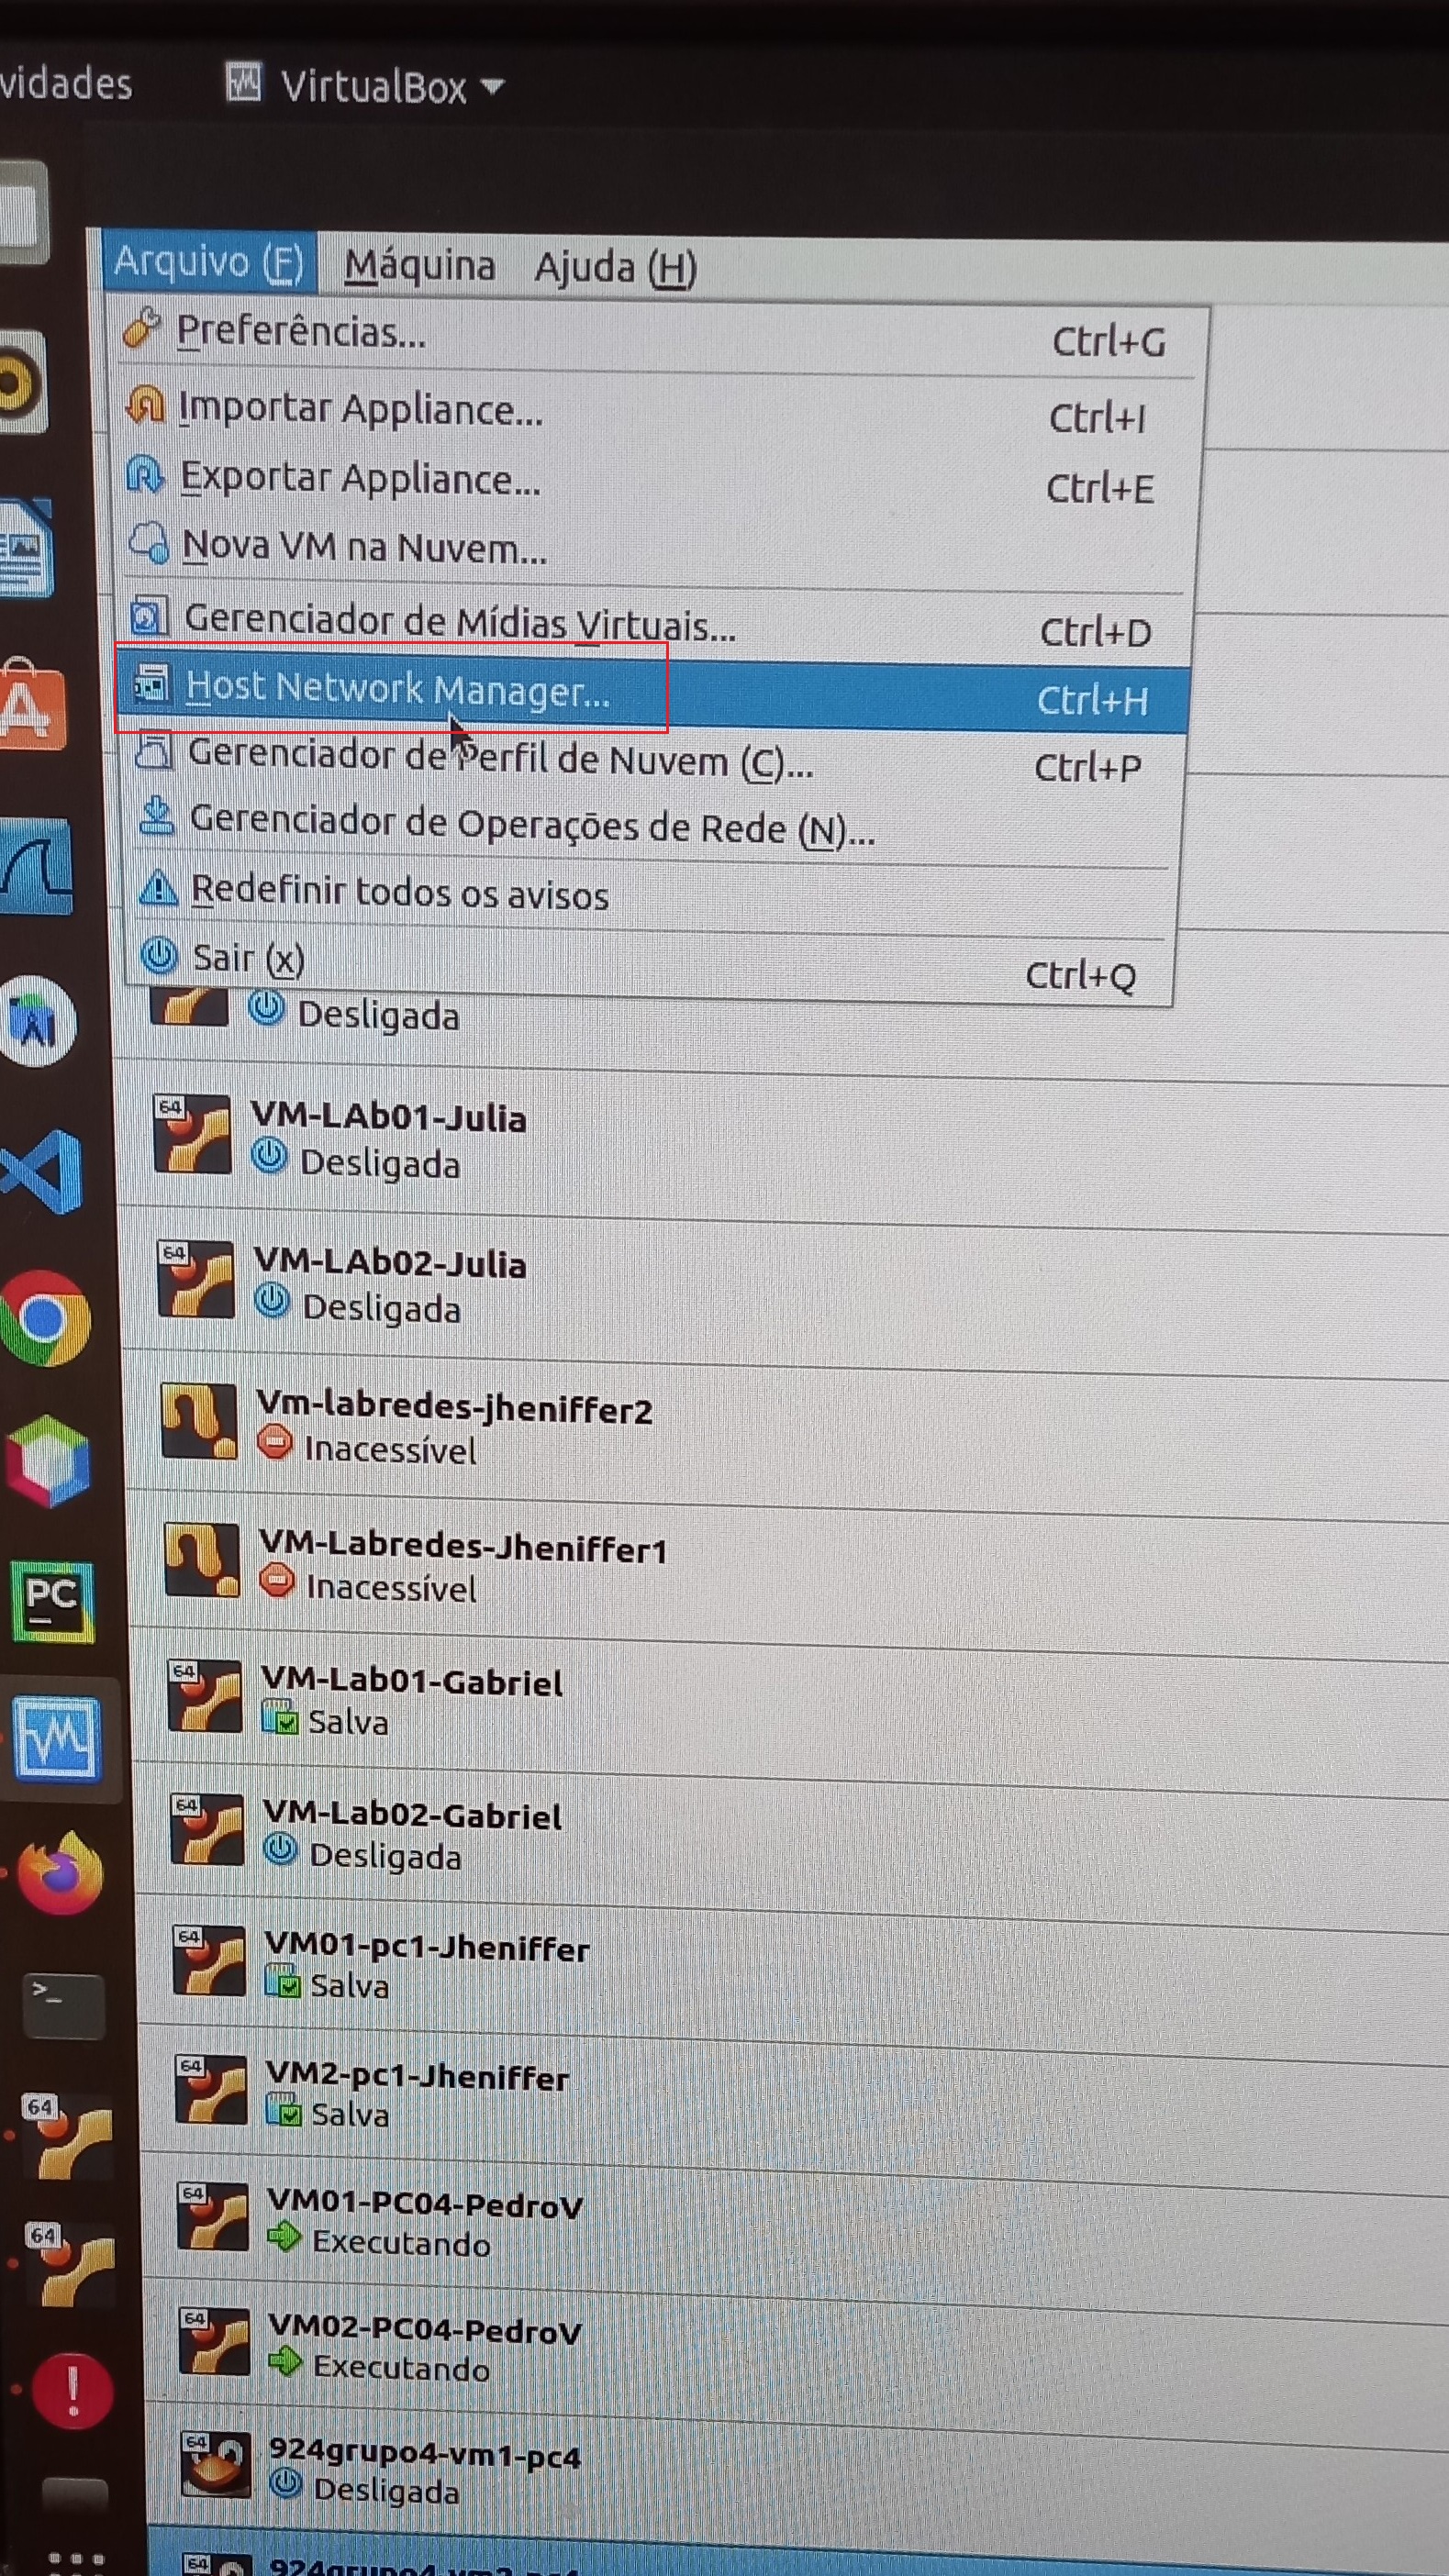 vidades
VirtualBox
Arquivo (F) Máquina Ajuda (H)
Preferências... Ctrl+G
Importar Appliance... Ctrl+I
Exportar Appliance... Ctrl+E
Nova VM na Nuvem...
Gerenciador de Mídias Virtuais... Ctrl+D
Host Network Manager... Ctrl+H
Gerenciador de Perfil de Nuvem (C)... Ctrl+P
Gerenciador de Operações de Rede (N)...
Redefinir todos os avisos
Sair (x) Ctrl+Q
Desligada
64
VM-LAb01-Julia
Desligada
64
VM-LAb02-Julia
Desligada
Vm-labredes-jheniffer2
Inacessível
VM-Labredes-Jheniffer1
Inacessível
PC
64
VM-Lab01-Gabriel
Salva
64
VM-Lab02-Gabriel
Desligada
64
VM01-pc1-Jheniffer
Salva
>_
64
VM2-pc1-Jheniffer
Salva
64
64
VM01-PC04-PedroV
Executando
64
64
VM02-PC04-PedroV
Executando
!
64
924grupo4-vm1-pc4
Desligada
64
924grupo4-vm2-pc4